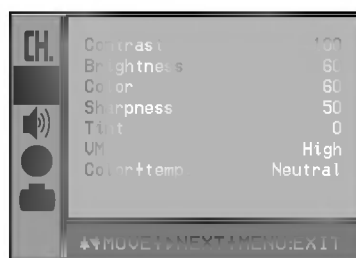 CH.
Contrast 100
Brightness 60
Color 60
Sharpness 50
Tint 0
VM High
Color temp Neutral
MOVE NEXT MENU:EXIT